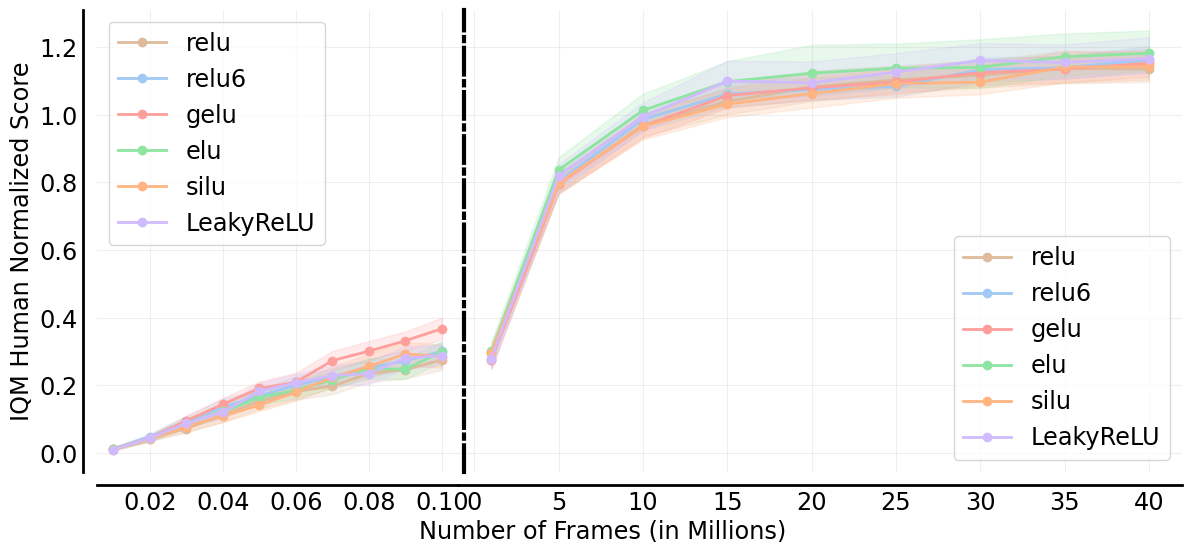 IQM Human Normalized Score
1.2
1.0
0.8
0.6
0.4
0.2
0.0
relu
relu6
gelu
elu
silu
LeakyReLU
relu
relu6
gelu
elu
silu
LeakyReLU
0.02 0.04 0.06 0.08 0.100 0 5 10 15 20 25 30 35 40
Number of Frames (in Millions)